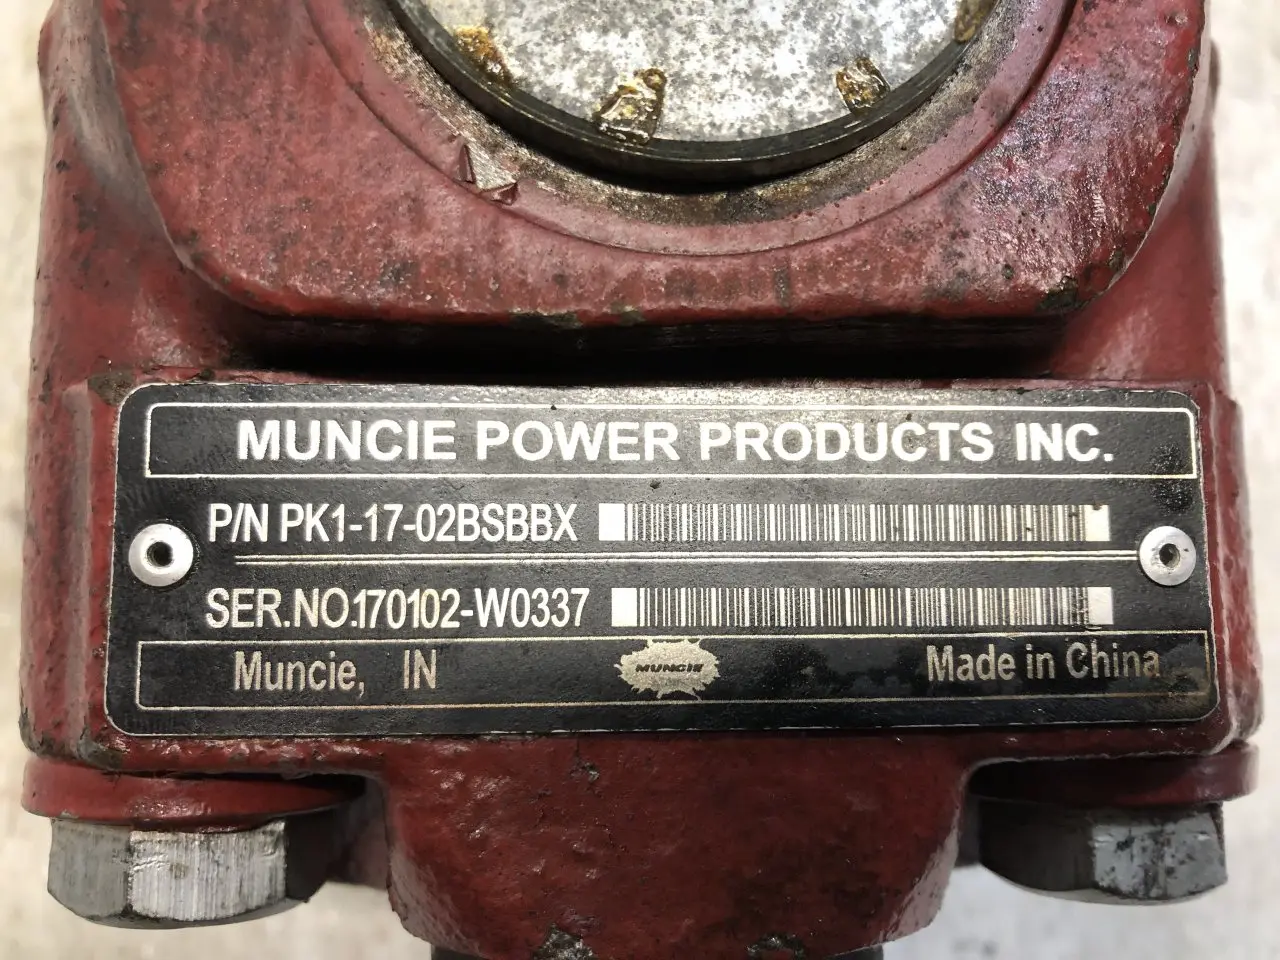 MUNCIE POWER PRODUCTS INC.
P/N PK1-17-02BSBBX
SER.NO.170102-W0337
Muncie, IN
MUNCIE
Made in China